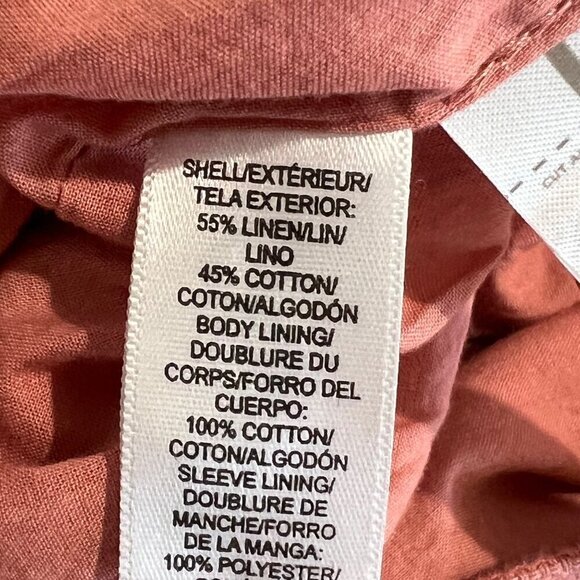 SHELL/EXTÉRIEUR/
TELA EXTERIOR:
55% LINEN/LIN/
LINO
45% COTTON/
COTON/ALGODÓN
BODY LINING/
DOUBLURE DU
CORPS/FORRO DEL
CUERPO:
100% COTTON/
COTON/ALGODÓN
SLEEVE LINING/
DOUBLURE DE
MANCHE/FORRO
DE LA MANGA:
100% POLYESTER/
CUT